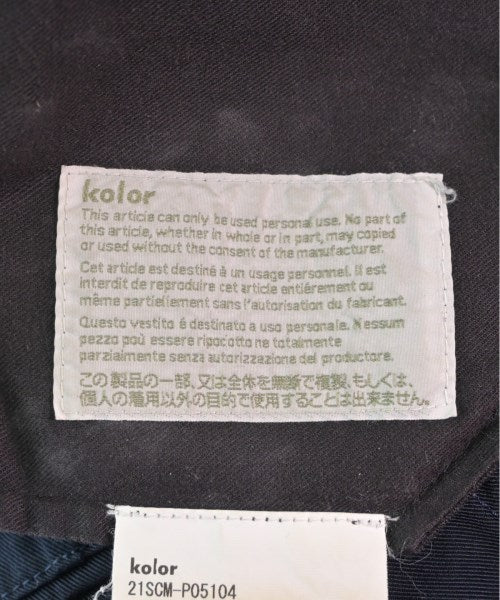 kolor
This article can only be used personal use. No part of
this article, whether in whole or in part, may copied
or used without the consent of the manufacturer.
Cet article est destiné à un usage personnel. Il est
interdit de reproduire cet article entiérement ou
même partiellement sans l'autorisation du fabricant.
Questo vestito é destinato a uso personale. Nessum
pezzo poù essere ripocotto ne totalmente
parzialmente senza autorizzazione del productore.
この製品の一部、又は全体を無断で複製、もしくは、
個人の着用以外の目的で使用することは出来ません。
kolor
21SCM-P05104